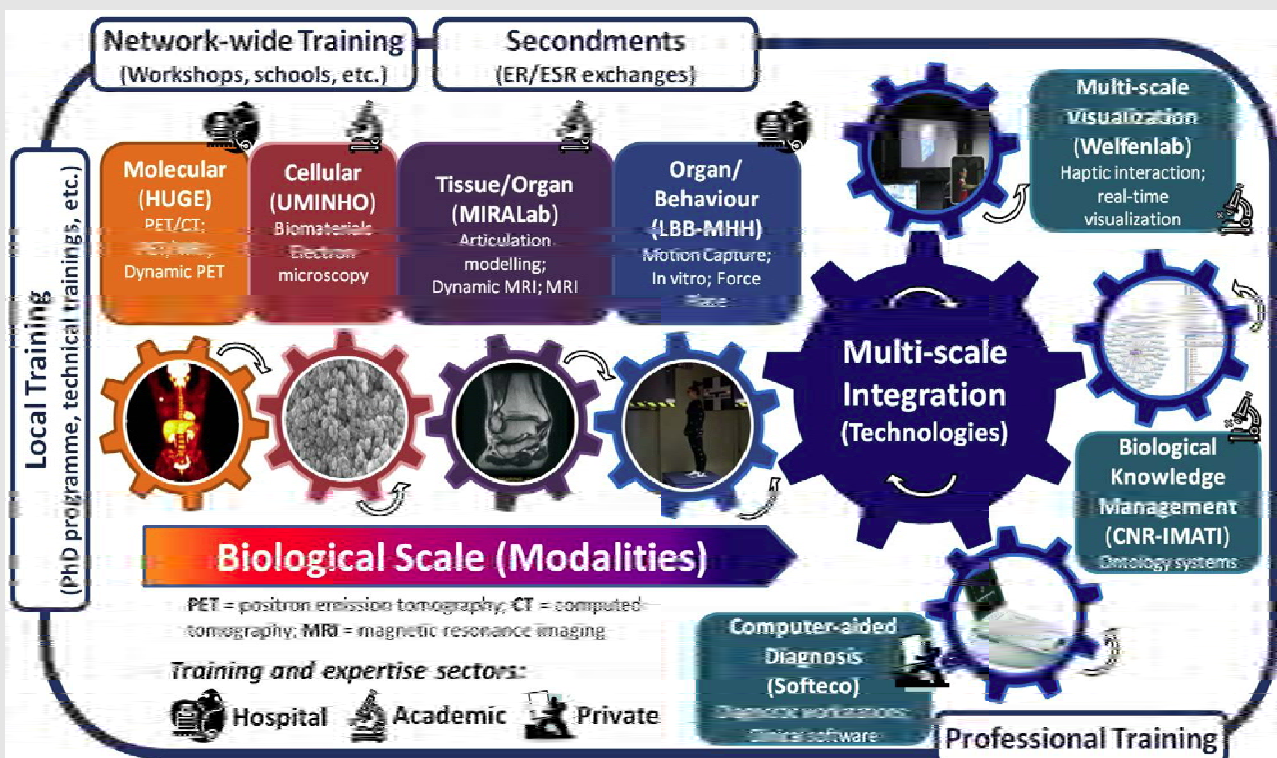 Network-wide Training
(Workshops, schools, etc.)
Secondments
(ER/ESR exchanges)
Local Training
(PhD programme, technical trainings, etc.)
Molecular
(HUGE)
PET/CT;
Dynamic PET
Cellular
(UMINHO)
Biomaterials
Electron
microscopy
Tissue/Organ
(MIRALab)
Articulation
modelling;
Dynamic MRI; MRI
Organ/
Behaviour
(LBB-MHH)
Motion Capture;
In vitro; Force
Plate
Multi-scale
Visualization
(Welfenlab)
Haptic interaction;
real-time
visualization
Multi-scale
Integration
(Technologies)
Biological
Knowledge
Management
(CNR-IMATI)
Ontology systems
Biological Scale (Modalities)
PET = positron emission tomography; CT = computed
tomography; MRI = magnetic resonance imaging
Training and expertise sectors:
Hospital
Academic
Private
Computer-aided
Diagnosis
(Softeco)
Diagnostic workstations
Clinical software
Professional Training